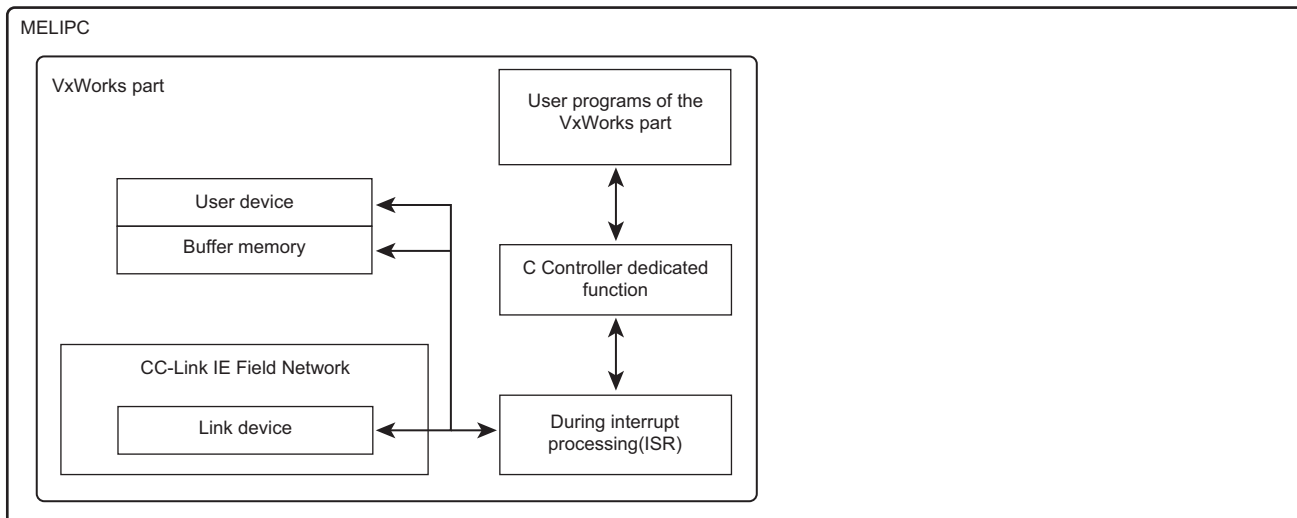 MELIPC
VxWorks part
User programs of the
VxWorks part
User device
Buffer memory
C Controller dedicated
function
CC-Link IE Field Network
Link device
During interrupt
processing(ISR)